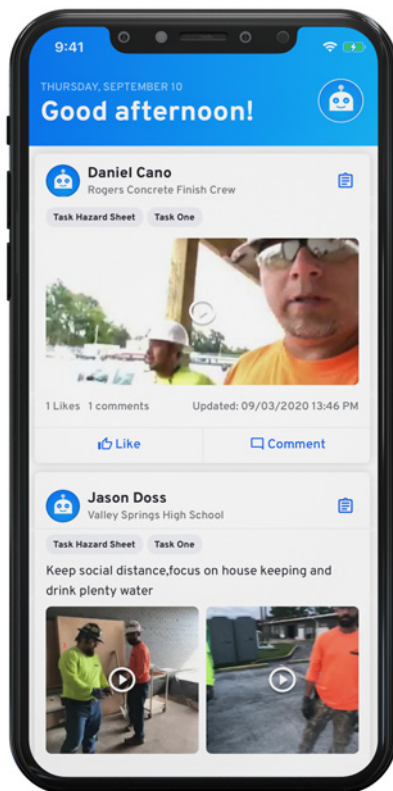 9:41
THURSDAY, SEPTEMBER 10
Good afternoon!
Daniel Cano
Rogers Concrete Finish Crew
Task Hazard Sheet Task One
1 Likes 1 comments Updated: 09/03/2020 13:46 PM
Like Comment
Jason Doss
Valley Springs High School
Task Hazard Sheet Task One
Keep social distance,focus on house keeping and
drink plenty water